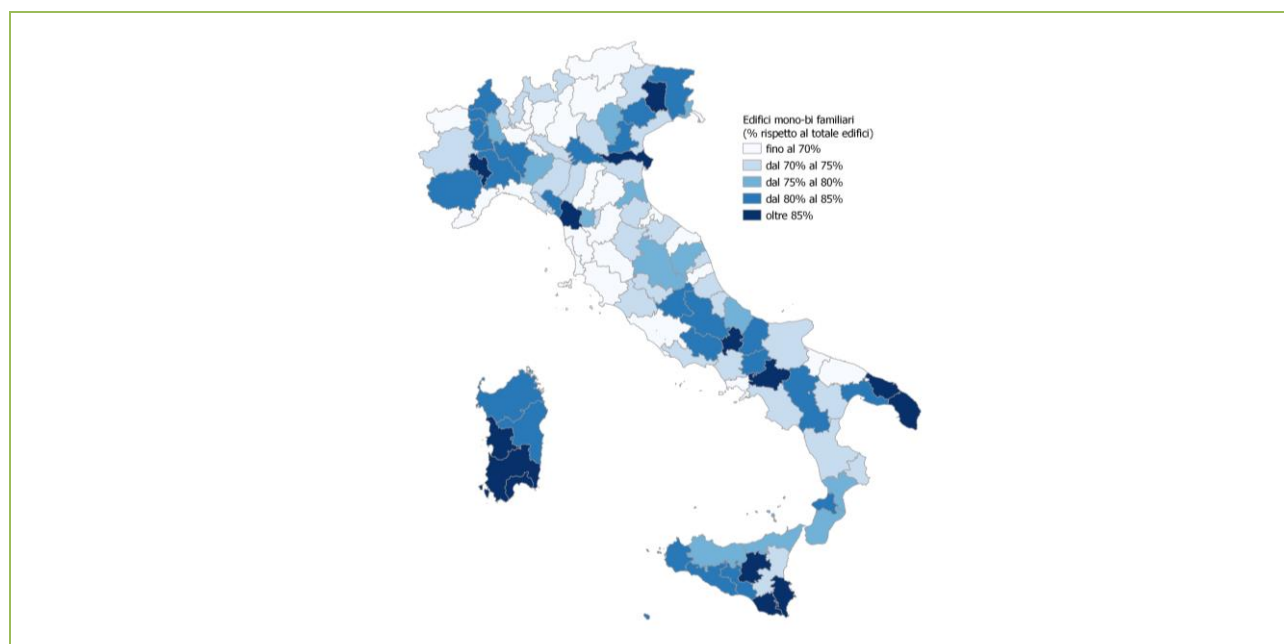 Edifici mono-bi familiari
(% rispetto al totale edifici)
fino al 70%
dal 70% al 75%
dal 75% al 80%
dal 80% al 85%
oltre 85%